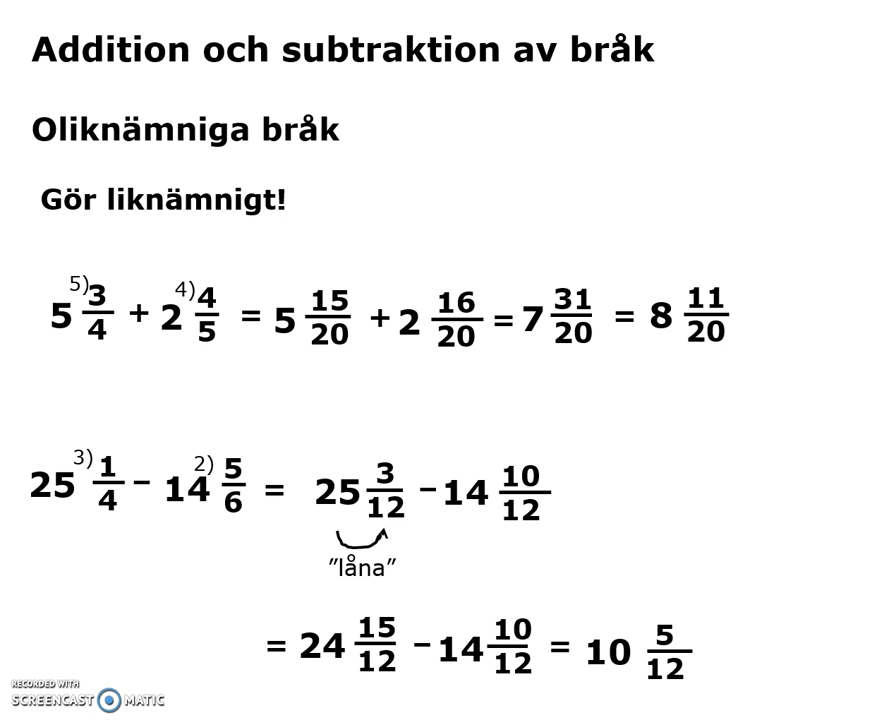 Addition och subtraktion av bråk
Oliknämniga bråk
Gör liknämnigt!
5 5) 3/4 + 2 4) 4/5 = 5 15/20 + 2 16/20 = 7 31/20 = 8 11/20
25 3) 1/4 − 14 2) 5/6 = 25 3/12 − 14 10/12
"låna"
= 24 15/12 − 14 10/12 = 10 5/12
RECORDED WITH
SCREENCAST MATIC